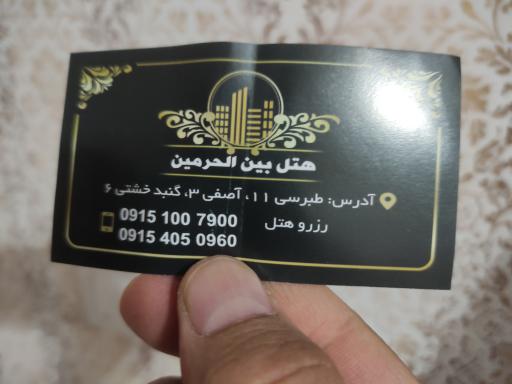 هتل بین الحرمین
آدرس: طبرسی ۱۱، آصفی ۳، گنبد خشتی ۶
رزرو هتل
0915 100 7900
0915 405 0960